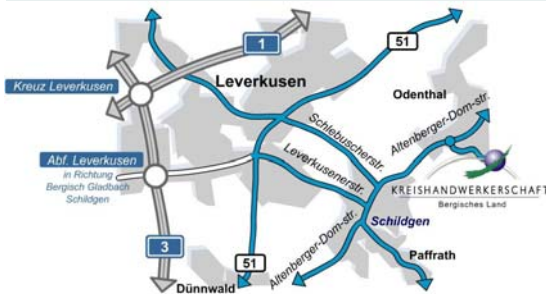 1
51
Leverkusen
Kreuz Leverkusen
Odenthal
Schlebuscherstr.
Altenberger-Dom-str.
Abf. Leverkusen
in Richtung
Bergisch Gladbach
Schildgen
Leverkusenerstr.
KREISHANDWERKERSCHAFT
Bergisches Land
Schildgen
3
51
Altenberger-Dom-str.
Paffrath
Dünnwald